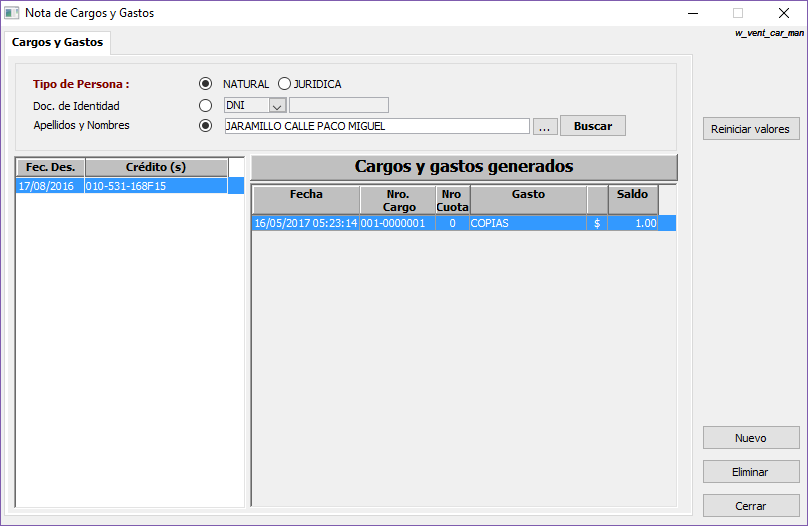 Nota de Cargos y Gastos
w_vent_car_man
Cargos y Gastos
Tipo de Persona :
NATURAL
JURIDICA
Doc. de Identidad
DNI
Apellidos y Nombres
JARAMILLO CALLE PACO MIGUEL
...
Buscar
Reiniciar valores
Fec. Des.
Crédito (s)
17/08/2016
010-531-168F15
Cargos y gastos generados
Fecha
Nro.
Cargo
Nro
Cuota
Gasto
Saldo
16/05/2017 05:23:14
001-0000001
0
COPIAS
$
1.00
Nuevo
Eliminar
Cerrar